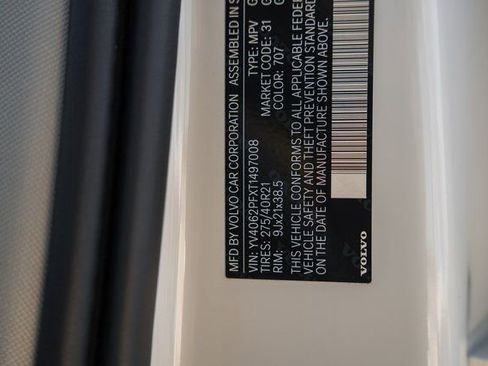 MFD BY VOLVO CAR CORPORATION ASSEMBLED IN S
VIN: YV4062PFXT1497008 TYPE: MPV
TIRES: 275/40R21 MARKET CODE: 31
RIM: 9Jx21x38.5 COLOR: 707
THIS VEHICLE CONFORMS TO ALL APPLICABLE FEDER
VEHICLE SAFETY AND THEFT PREVENTION STANDARD
ON THE DATE OF MANUFACTURE SHOWN ABOVE.
VOLVO